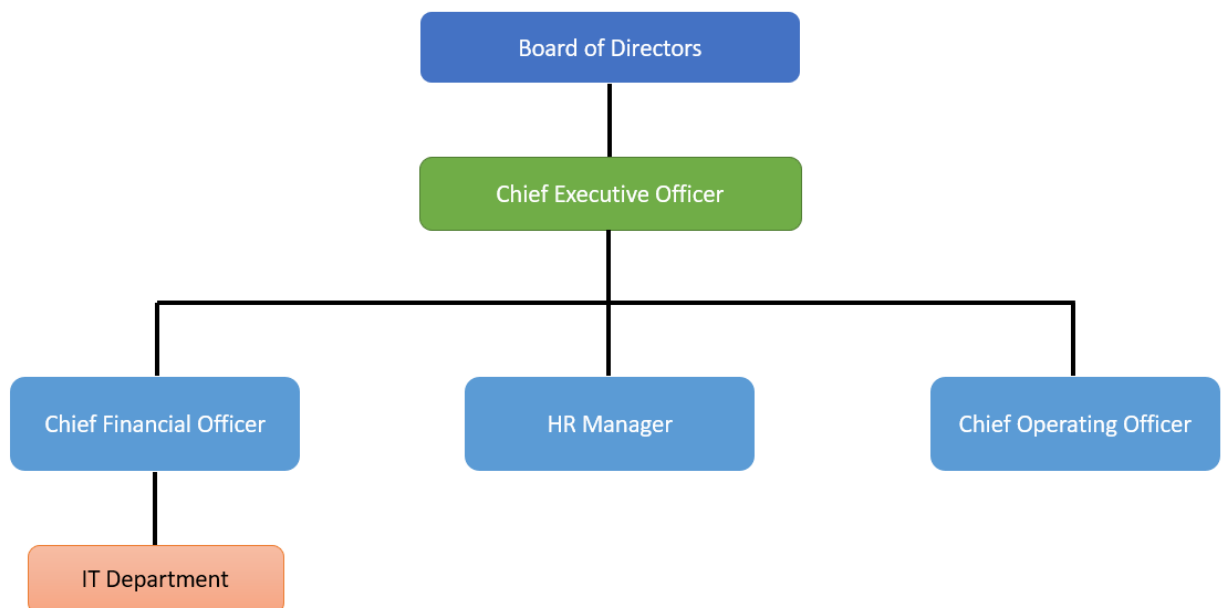 Board of Directors
Chief Executive Officer
Chief Financial Officer
HR Manager
Chief Operating Officer
IT Department